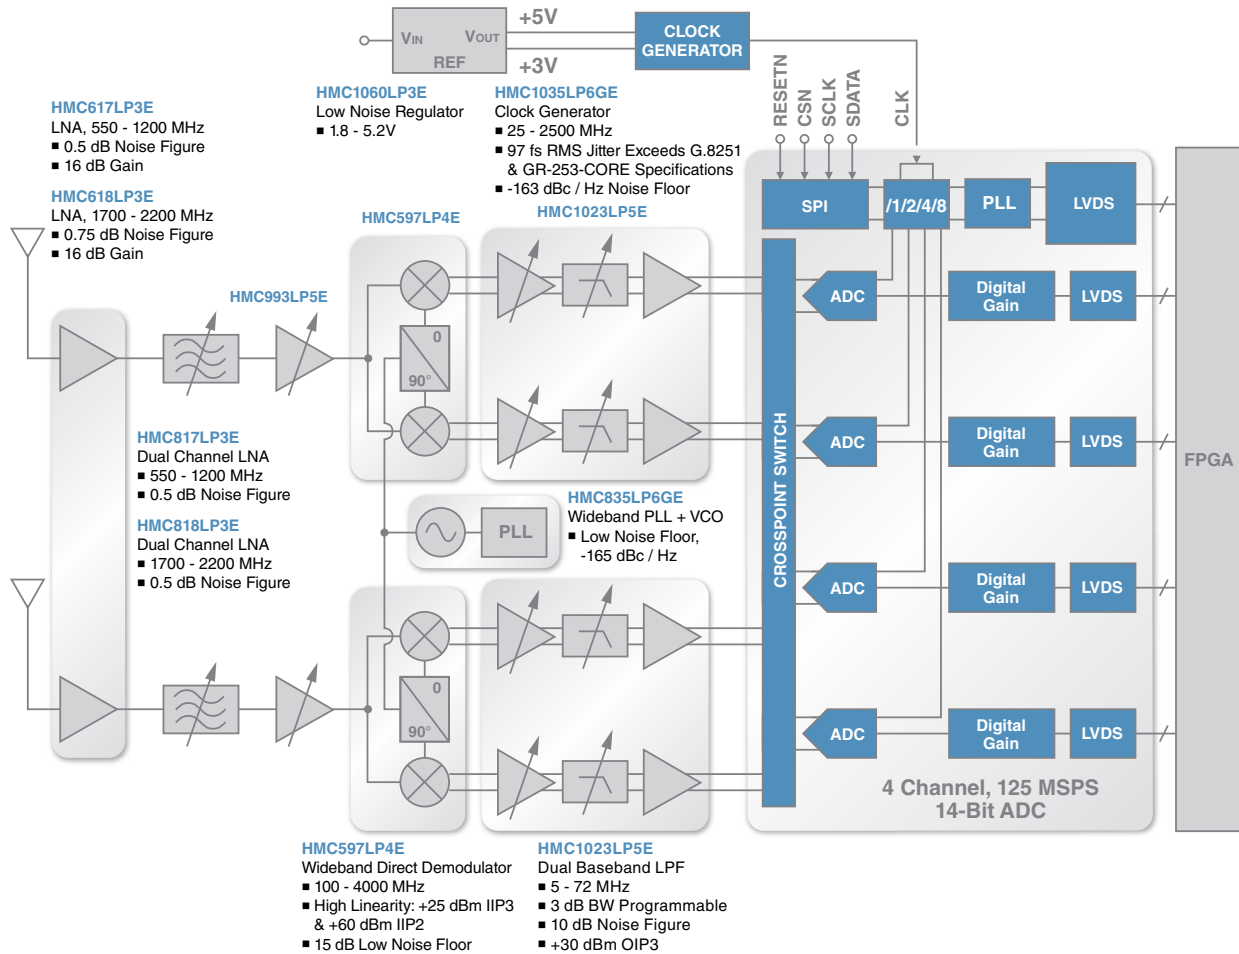 +5V
VIN
VOUT
REF
+3V
CLOCK
GENERATOR
HMC1060LP3E
Low Noise Regulator
■ 1.8 - 5.2V
HMC1035LP6GE
Clock Generator
■ 25 - 2500 MHz
■ 97 fs RMS Jitter Exceeds G.8251
& GR-253-CORE Specifications
■ -163 dBc / Hz Noise Floor
RESETN
CSN
SCLK
SDATA
CLK
HMC617LP3E
LNA, 550 - 1200 MHz
■ 0.5 dB Noise Figure
■ 16 dB Gain
HMC618LP3E
LNA, 1700 - 2200 MHz
■ 0.75 dB Noise Figure
■ 16 dB Gain
HMC993LP5E
HMC597LP4E
HMC1023LP5E
0
90°
SPI
/1/2/4/8
PLL
LVDS
ADC
Digital
Gain
LVDS
ADC
Digital
Gain
LVDS
CROSSPOINT SWITCH
FPGA
HMC817LP3E
Dual Channel LNA
■ 550 - 1200 MHz
■ 0.5 dB Noise Figure
HMC818LP3E
Dual Channel LNA
■ 1700 - 2200 MHz
■ 0.5 dB Noise Figure
PLL
HMC835LP6GE
Wideband PLL + VCO
■ Low Noise Floor,
-165 dBc / Hz
ADC
Digital
Gain
LVDS
0
90°
ADC
Digital
Gain
LVDS
4 Channel, 125 MSPS
14-Bit ADC
HMC597LP4E
Wideband Direct Demodulator
■ 100 - 4000 MHz
■ High Linearity: +25 dBm IIP3
& +60 dBm IIP2
■ 15 dB Low Noise Floor
HMC1023LP5E
Dual Baseband LPF
■ 5 - 72 MHz
■ 3 dB BW Programmable
■ 10 dB Noise Figure
■ +30 dBm OIP3